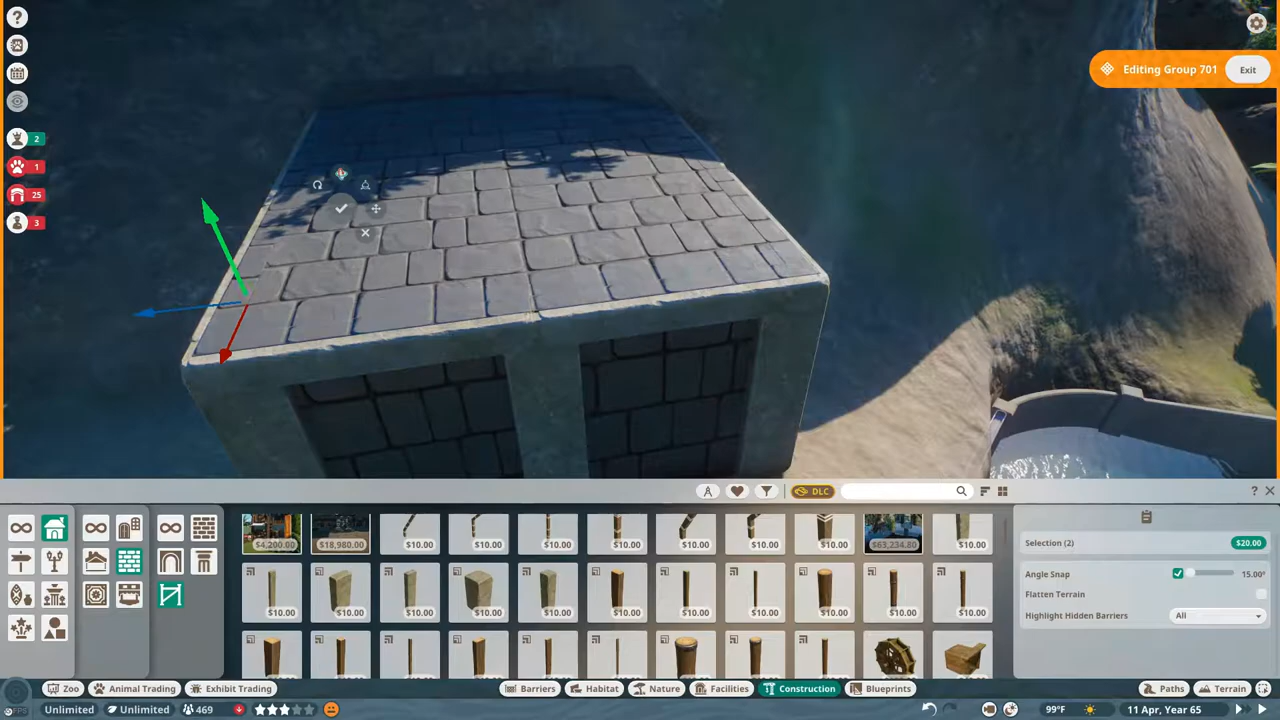 ?
Editing Group 701
Exit
2
1
25
3
DLC
? ×
$4,200.00 $18,980.00 $10.00 $10.00 $10.00 $10.00 $10.00 $10.00 $10.00 $63,234.80 $10.00
$10.00 $10.00 $10.00 $10.00 $10.00 $10.00 $10.00 $10.00 $10.00 $10.00 $10.00
Selection (2) $20.00
Angle Snap 15.00°
Flatten Terrain
Highlight Hidden Barriers All
Zoo Animal Trading Exhibit Trading Barriers Habitat Nature Facilities Construction Blueprints Paths Terrain
FPS Unlimited Unlimited 469 99°F 11 Apr, Year 65